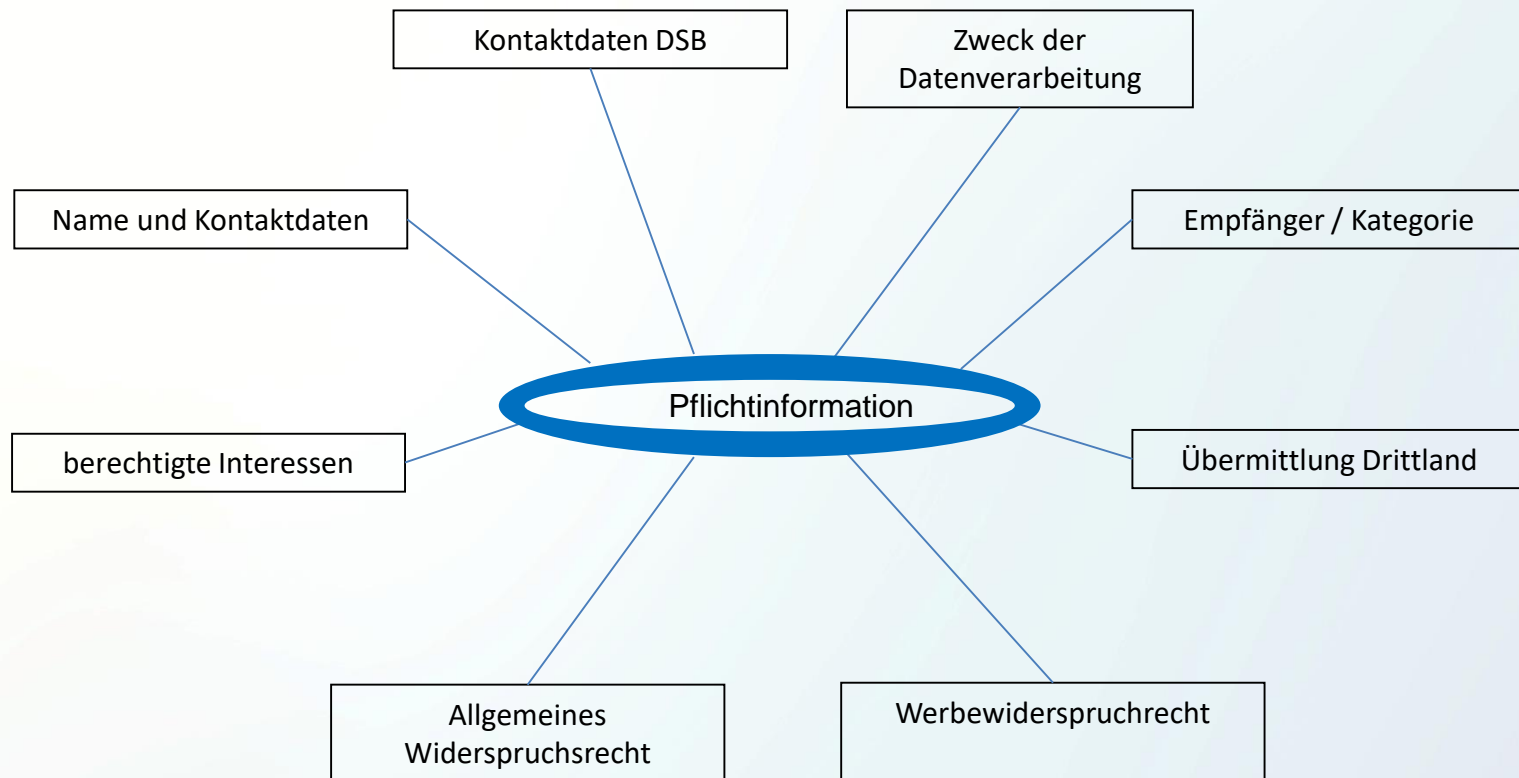 Kontaktdaten DSB
Zweck der
Datenverarbeitung
Name und Kontaktdaten
Empfänger / Kategorie
Pflichtinformation
berechtigte Interessen
Übermittlung Drittland
Allgemeines
Widerspruchsrecht
Werbewiderspruchrecht